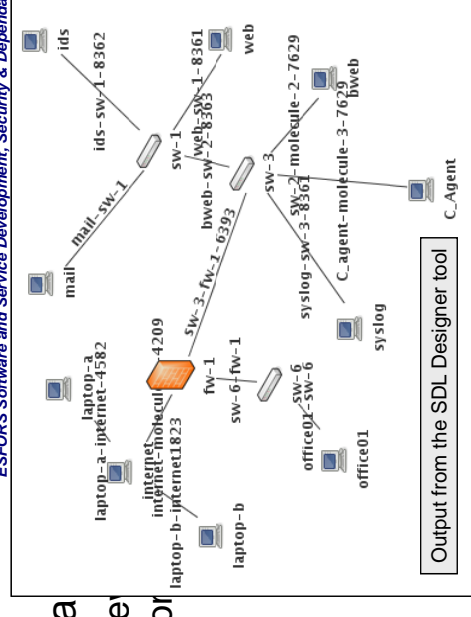 ESFORS Software and Service Development, Security & Dependa
a
ev
or
ids
mail
laptop-a
ids-sw-1-8362
mail-sw-1
laptop-a-internet-4582
sw-1
web-sw-1-8361
web
internet
internet-molecul
4209
laptop-b-internet1823
bweb-sw-2-8363
sw-3-fw-1-6393
fw-1
sw-6-fw-1
laptop-b
sw-3
sw-2-molecule-2-7629
bweb
syslog-sw-3-8361
sw-6
office01-sw-6
C_agent-molecule-3-7629
syslog
office01
C_Agent
Output from the SDL Designer tool